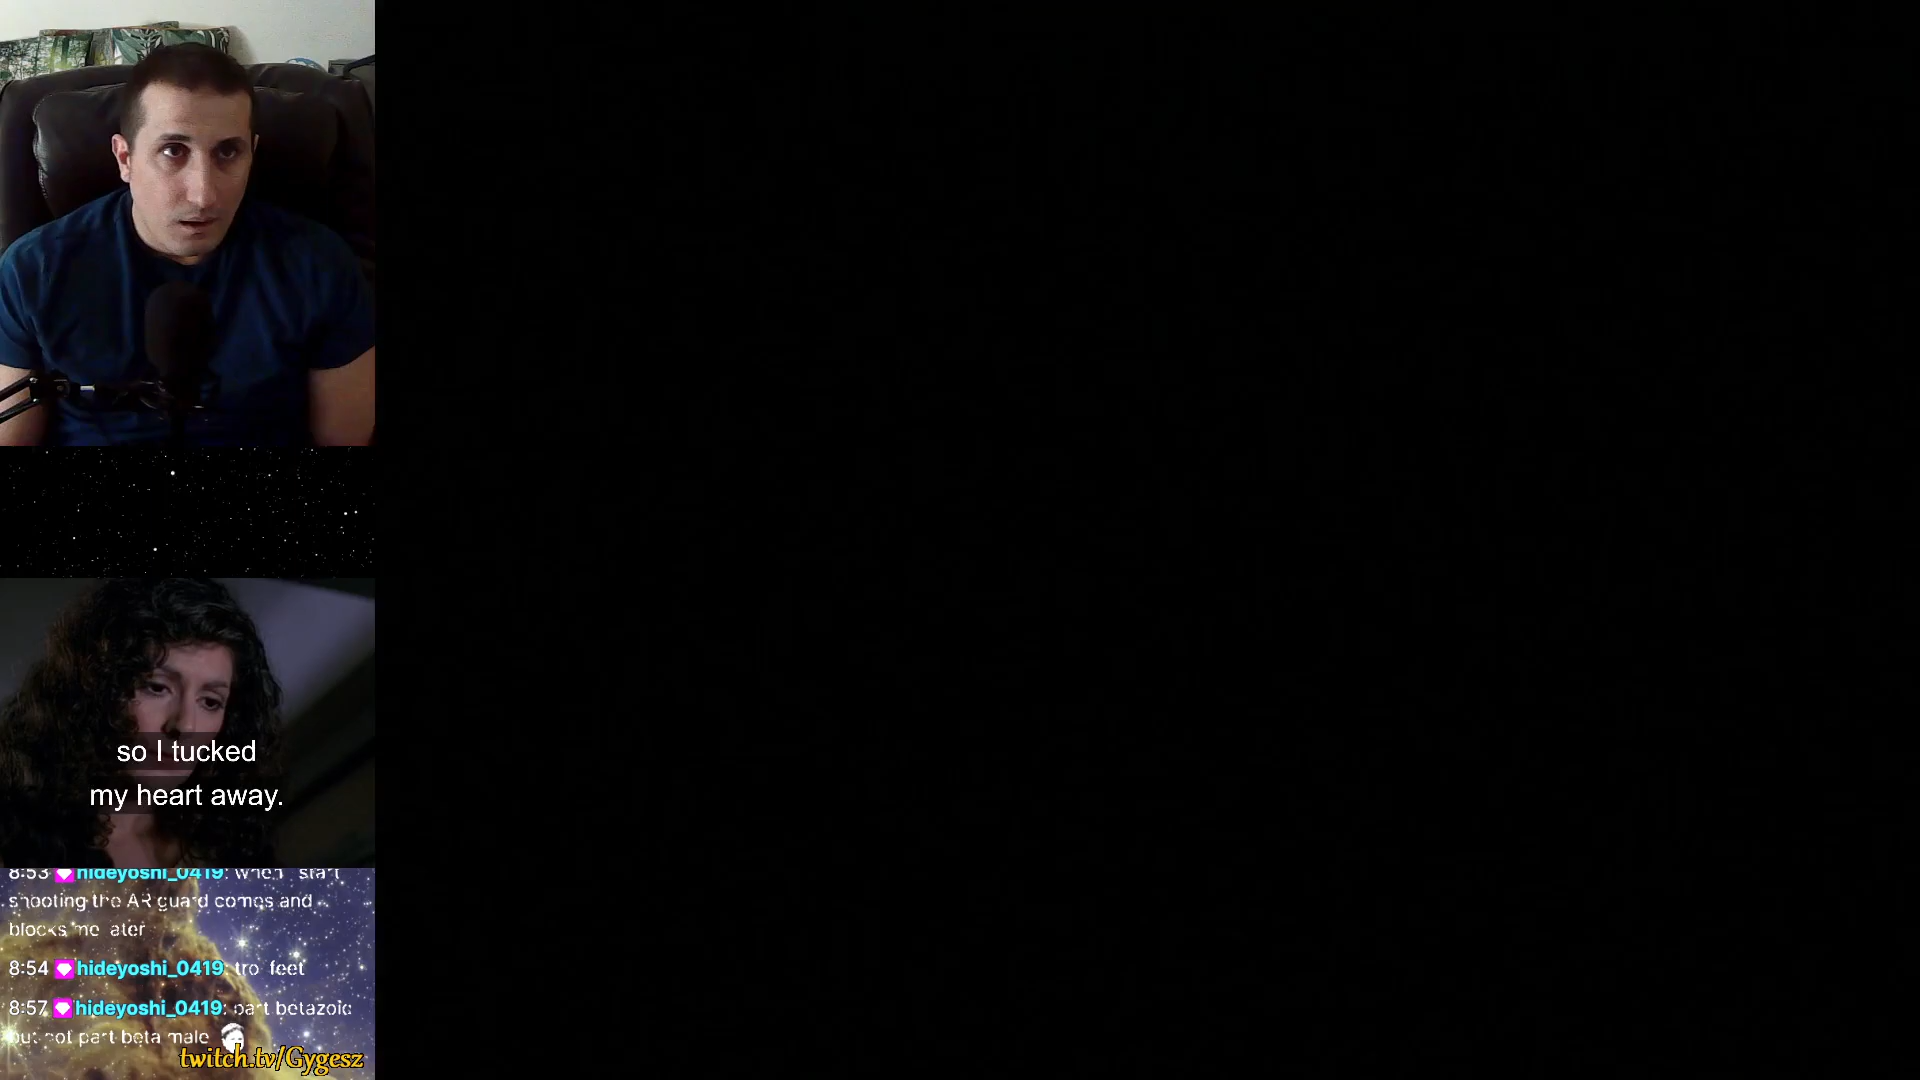 so I tucked
my heart away.
8:53 hideyoshi_0419: when start
shooting the AR guard comes and
blocks me ater
8:54 hideyoshi_0419: tro feet
8:57 hideyoshi_0419: part betazoid
but not part beta male
twitch.tv/Gygesz